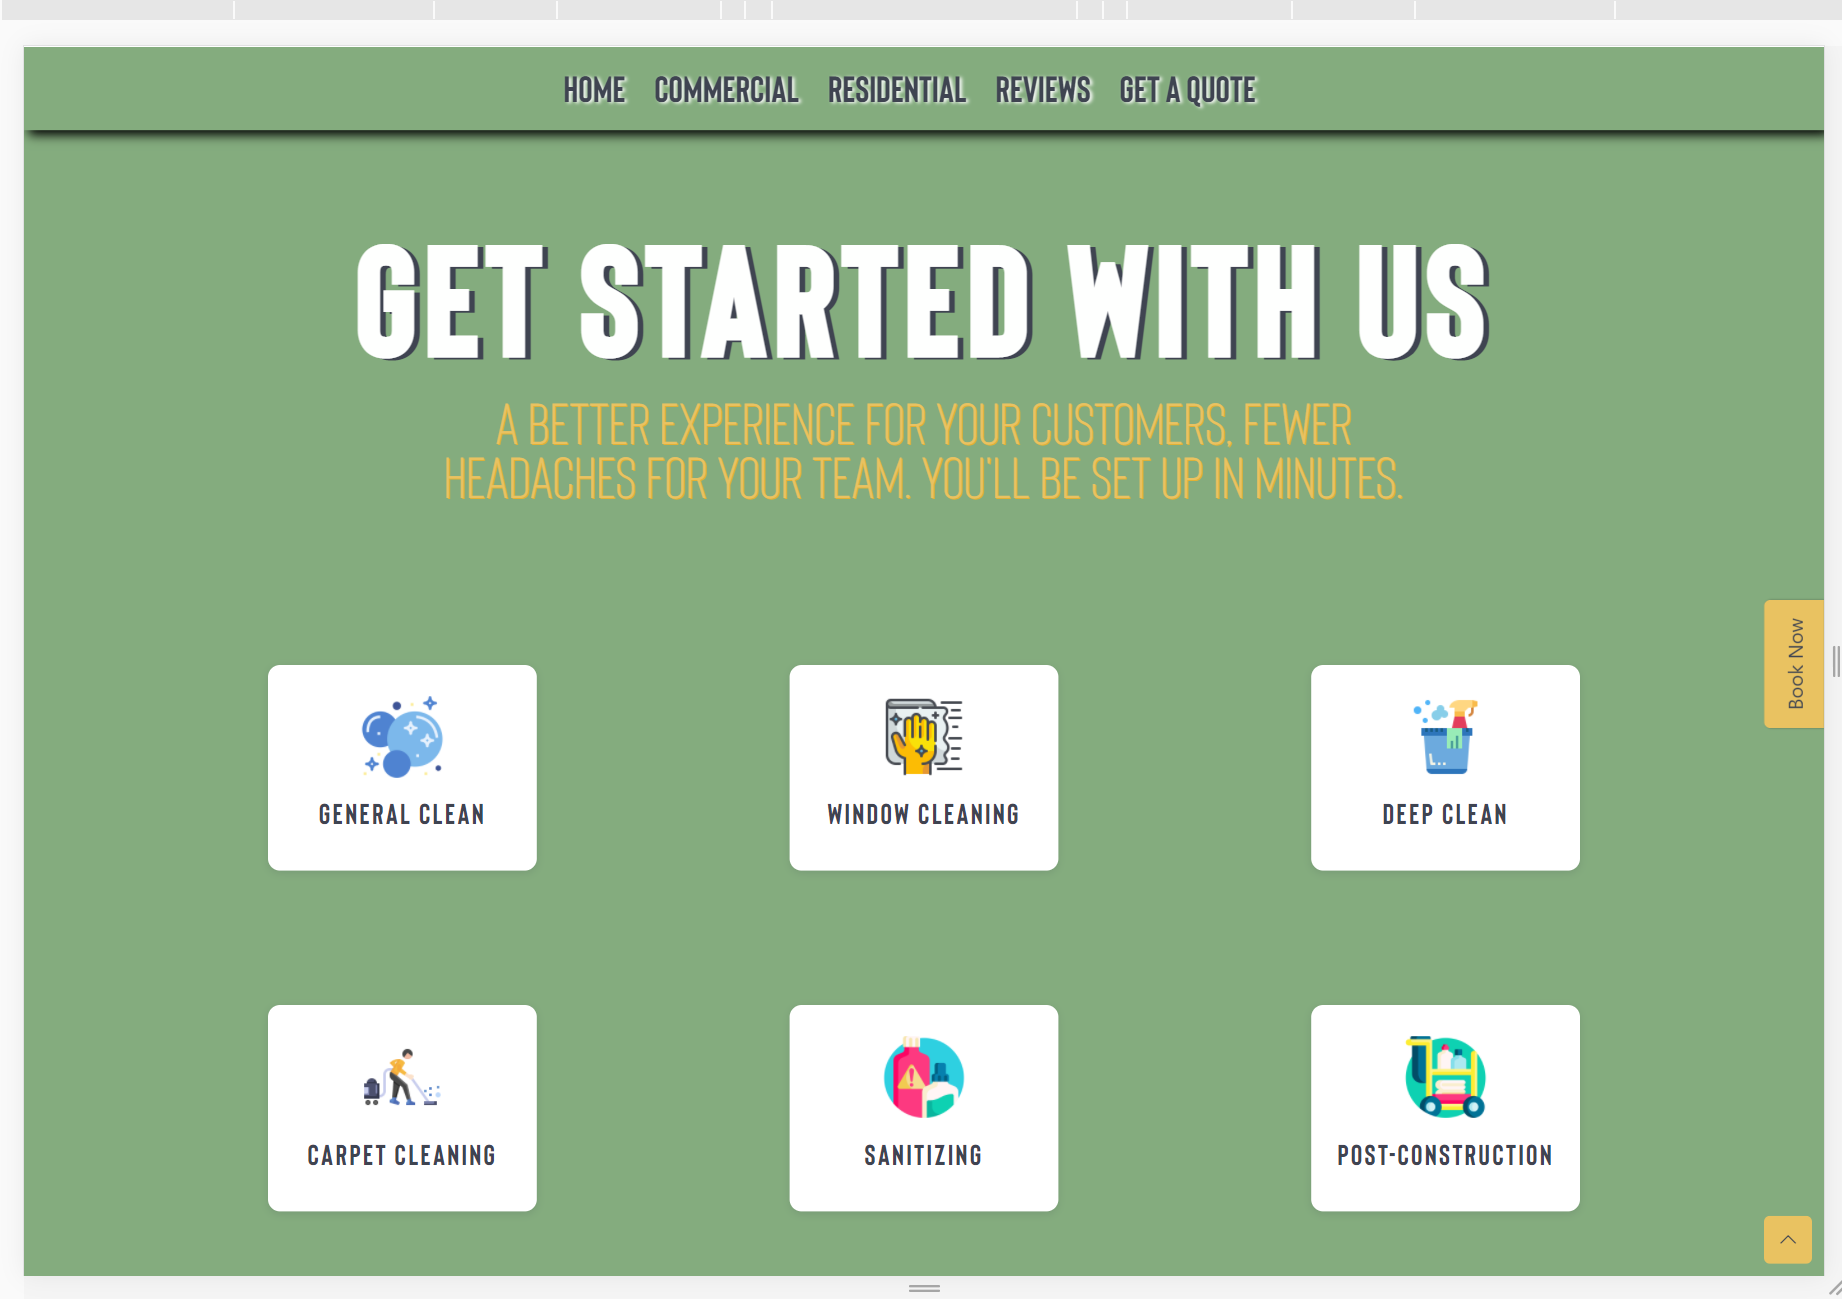 HOME COMMERCIAL RESIDENTIAL REVIEWS GET A QUOTE
GET STARTED WITH US
A BETTER EXPERIENCE FOR YOUR CUSTOMERS, FEWER
HEADACHES FOR YOUR TEAM. YOU'LL BE SET UP IN MINUTES.
Book Now
GENERAL CLEAN
WINDOW CLEANING
DEEP CLEAN
CARPET CLEANING
SANITIZING
POST-CONSTRUCTION